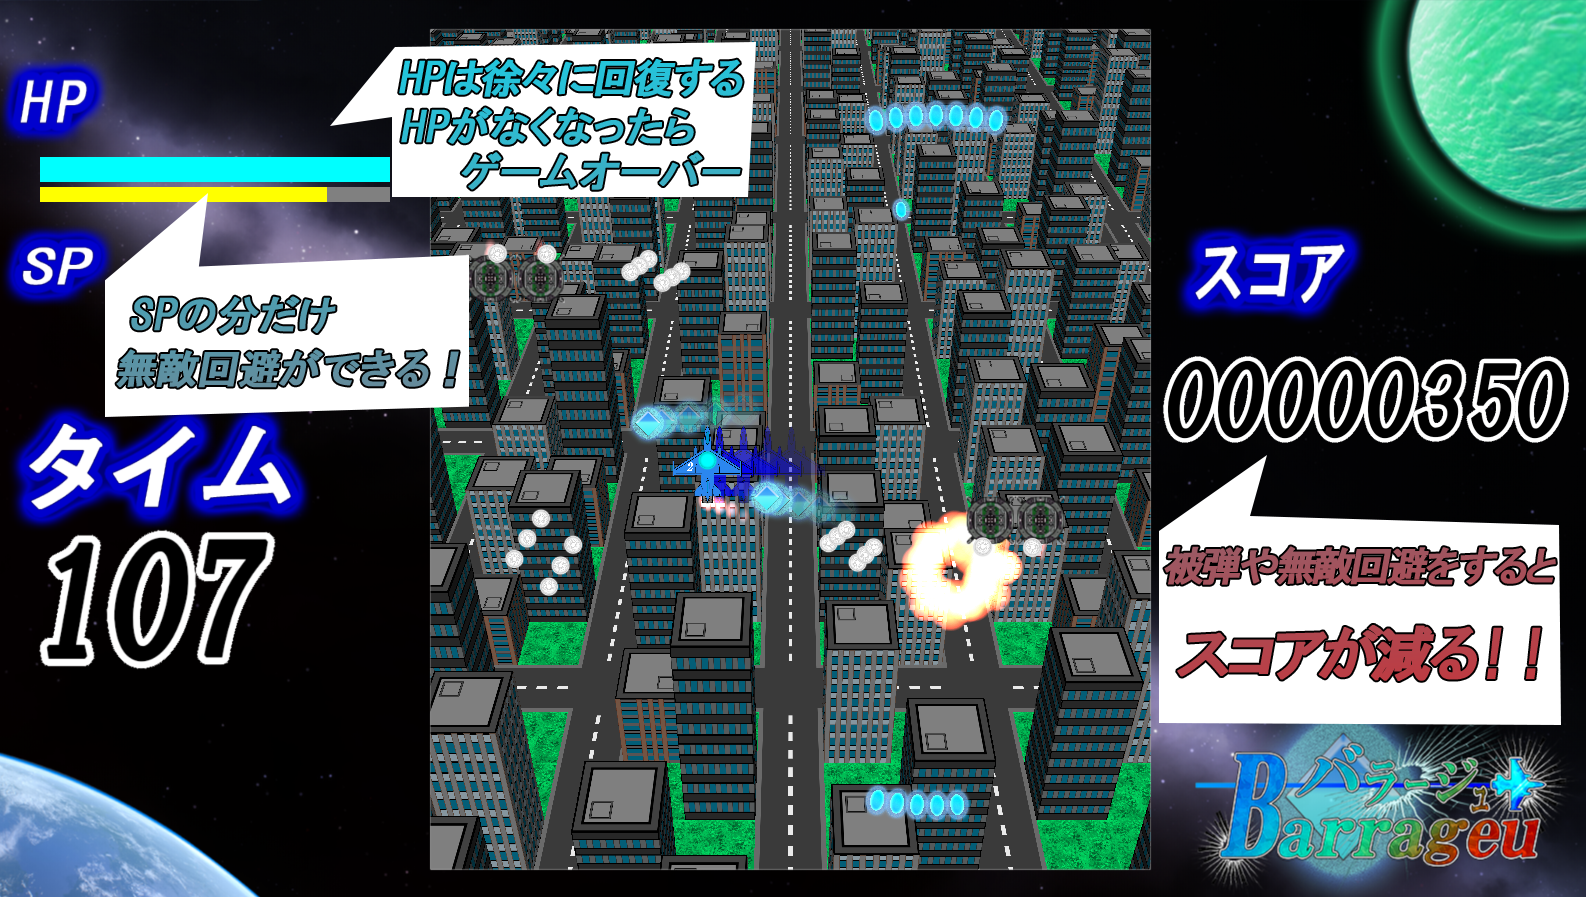 HP
HPは徐々に回復する
HPがなくなったら
ゲームオーバー
SP
SPの分だけ
無敵回避ができる！
タイム
107
2
スコア
00000350
被弾や無敵回避をすると
スコアが減る！！
バラージュ
Barrageu